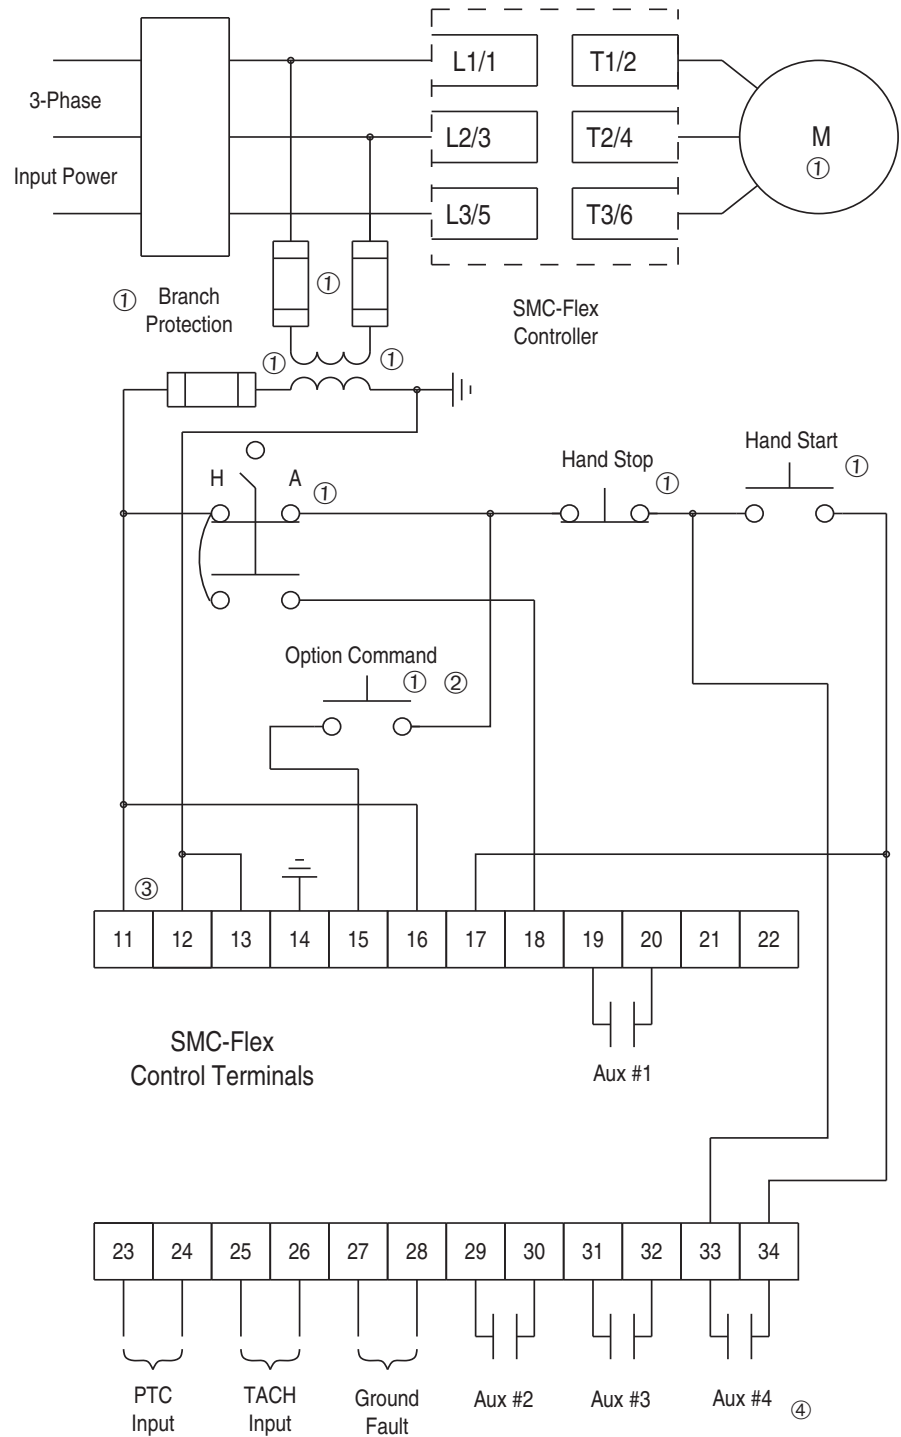 L1/1
T1/2
3-Phase
L2/3
T2/4
M
①
Input Power
L3/5
T3/6
①
①
Branch
Protection
SMC-Flex
Controller
①
①
Hand Start
①
Hand Stop
①
H
A
①
Option Command
①
②
③
11 12 13 14 15 16 17 18 19 20 21 22
SMC-Flex
Control Terminals
Aux #1
23 24 25 26 27 28 29 30 31 32 33 34
PTC
Input
TACH
Input
Ground
Fault
Aux #2
Aux #3
Aux #4
④